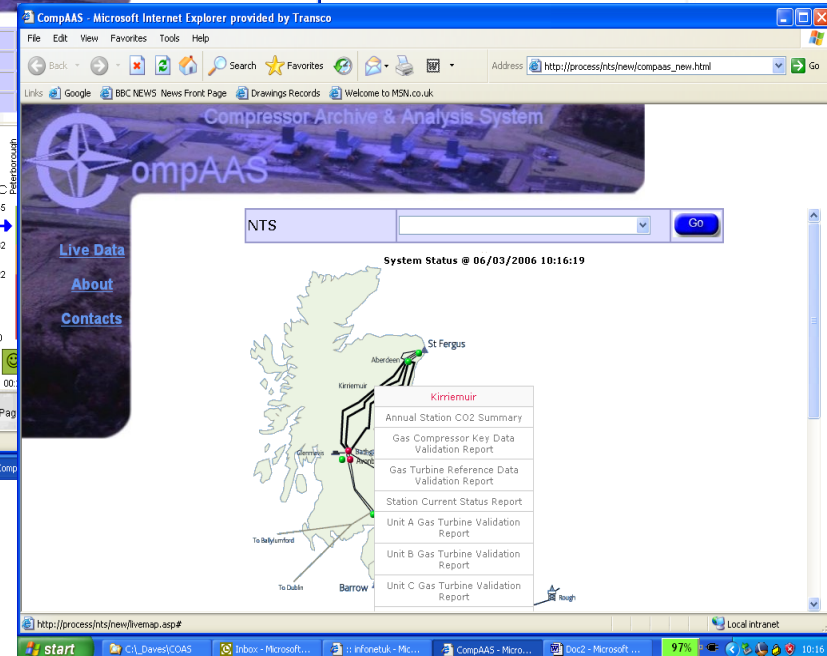 CompAAS - Microsoft Internet Explorer provided by Transco
File Edit View Favorites Tools Help
Back Search Favorites Address http://process/nts/new/compaas_new.html Go
Links Google BBC NEWS News Front Page Drawings Records Welcome to MSN.co.uk
Compressor Archive & Analysis System
CompAAS
Peterborough
NTS Go
Live Data
About
Contacts
System Status @ 06/03/2006 10:16:19
St Fergus
Aberdeen
Kirriemuir
Kirriemuir
Annual Station CO2 Summary
Gas Compressor Key Data
Validation Report
Gas Turbine Reference Data
Validation Report
Station Current Status Report
Unit A Gas Turbine Validation
Report
Unit B Gas Turbine Validation
Report
Unit C Gas Turbine Validation
Report
Glenmavis
To Ballylumford
To Dublin
Barrow
Rough
00:
Pag
Comp
http://process/nts/new/livemap.asp# Local intranet
start C:\_Daves\COAS Inbox - Microsoft... :: infonetuk - Mic... CompAAS - Micro... Doc2 - Microsoft ... 97% 10:16